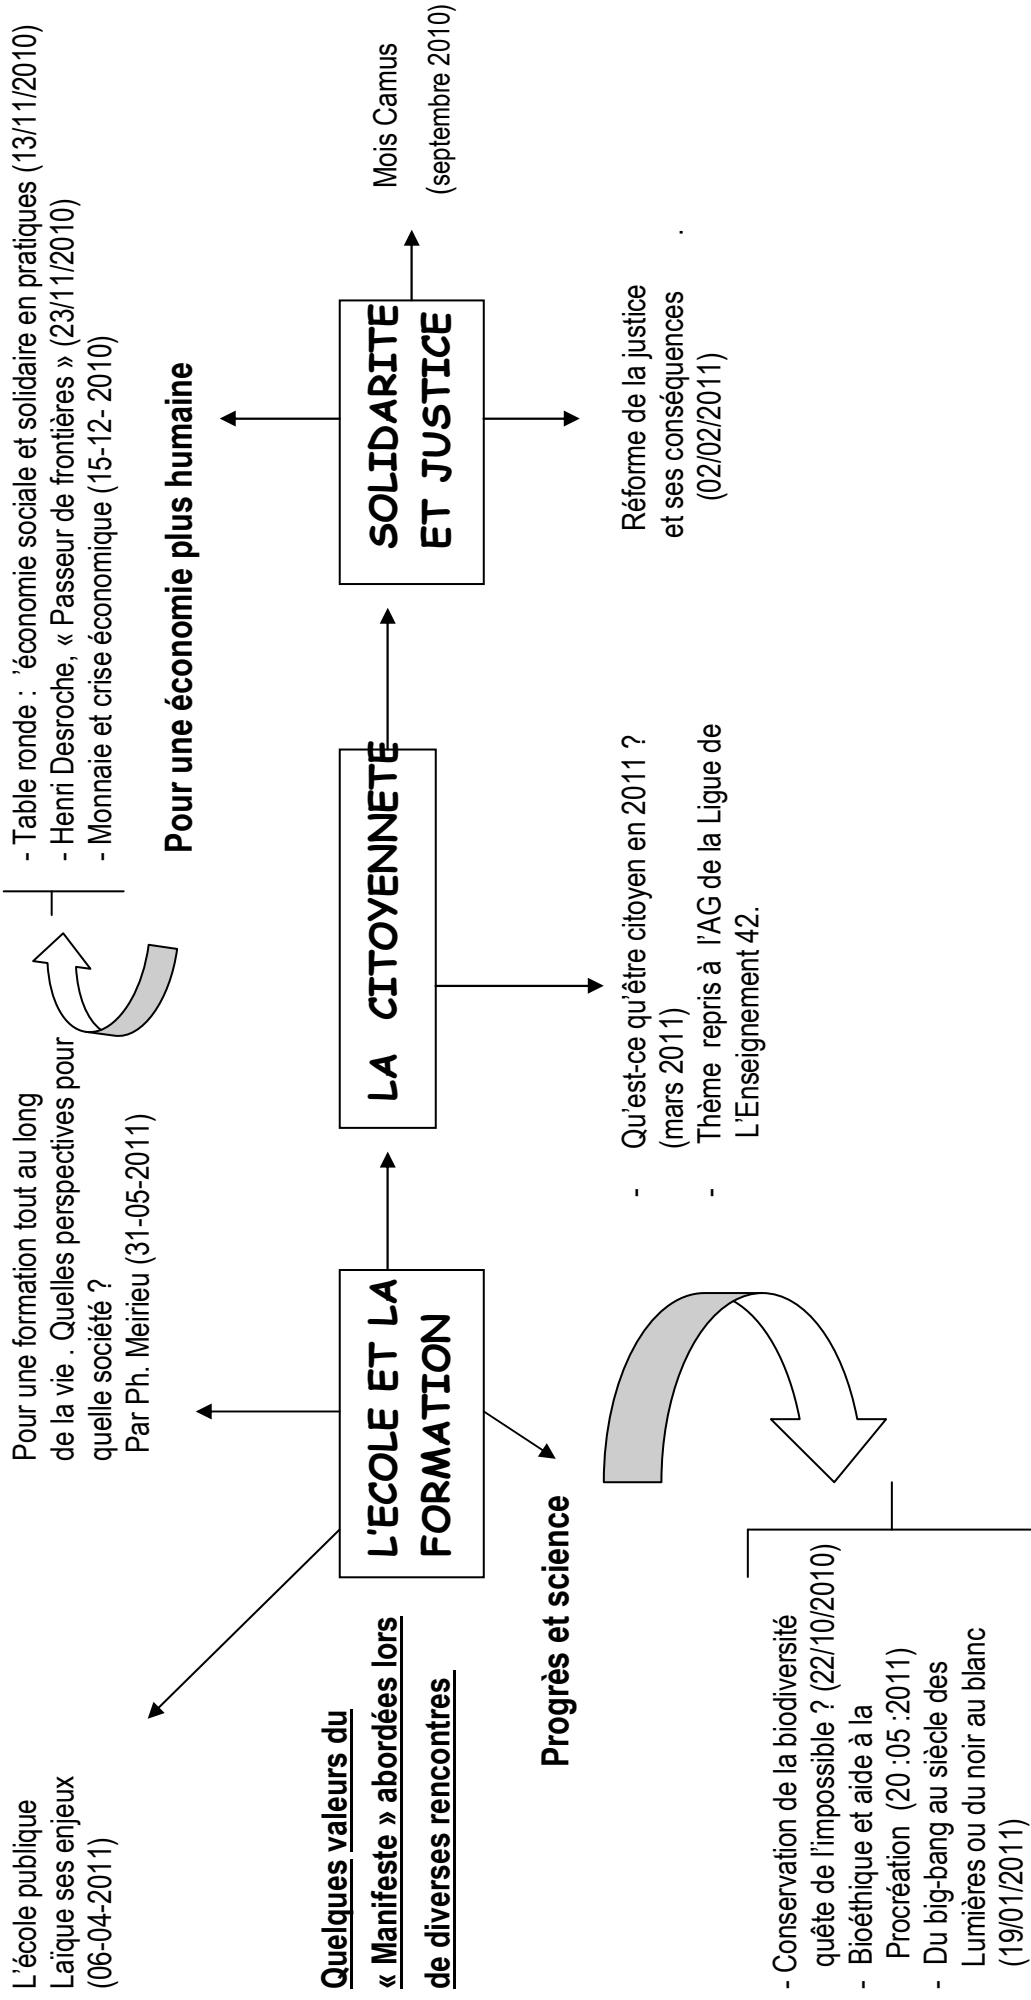 L'école publique
Laïque ses enjeux
(06-04-2011)
Pour une formation tout au long
de la vie . Quelles perspectives pour
quelle société ?
Par Ph. Meirieu (31-05-2011)
- Table ronde : 'économie sociale et solidaire en pratiques (13/11/2010)
- Henri Desroche, « Passeur de frontières » (23/11/2010)
- Monnaie et crise économique (15-12- 2010)
Pour une économie plus humaine
Quelques valeurs du
« Manifeste » abordées lors
de diverses rencontres
L'ECOLE ET LA
FORMATION
LA CITOYENNETE
SOLIDARITE
ET JUSTICE
Mois Camus
(septembre 2010)
Progrès et science
- Qu'est-ce qu'être citoyen en 2011 ?
(mars 2011)
- Thème repris à l'AG de la Ligue de
L'Enseignement 42.
Réforme de la justice
et ses conséquences
(02/02/2011)
.
- Conservation de la biodiversité
quête de l'impossible ? (22/10/2010)
- Bioéthique et aide à la
Procréation (20 :05 :2011)
- Du big-bang au siècle des
Lumières ou du noir au blanc
(19/01/2011)